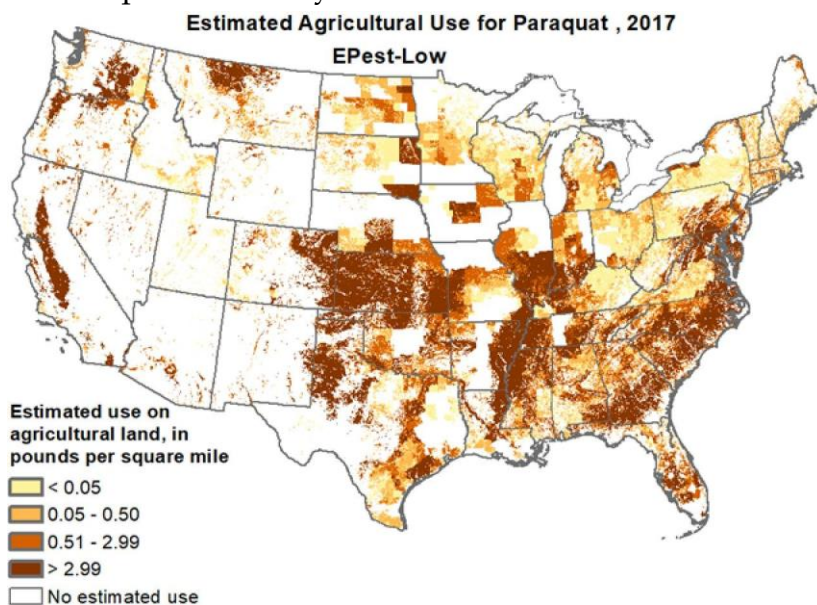 Estimated Agricultural Use for Paraquat , 2017
EPest-Low
Estimated use on
agricultural land, in
pounds per square mile
< 0.05
0.05 - 0.50
0.51 - 2.99
> 2.99
No estimated use